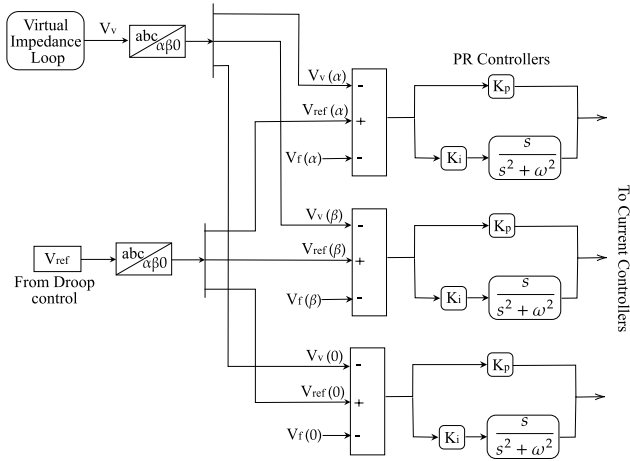 Virtual
Impedance
Loop
Vv
abc
αβ0
PR Controllers
Vv (α)
Vref (α)
Vf (α)
-
+
-
Kp
Ki
s
s² + ω²
Vv (β)
Vref (β)
Vf (β)
-
+
-
Kp
Ki
s
s² + ω²
Vref
From Droop
control
abc
αβ0
Vv (0)
Vref (0)
Vf (0)
-
+
-
Kp
Ki
s
s² + ω²
To Current Controllers